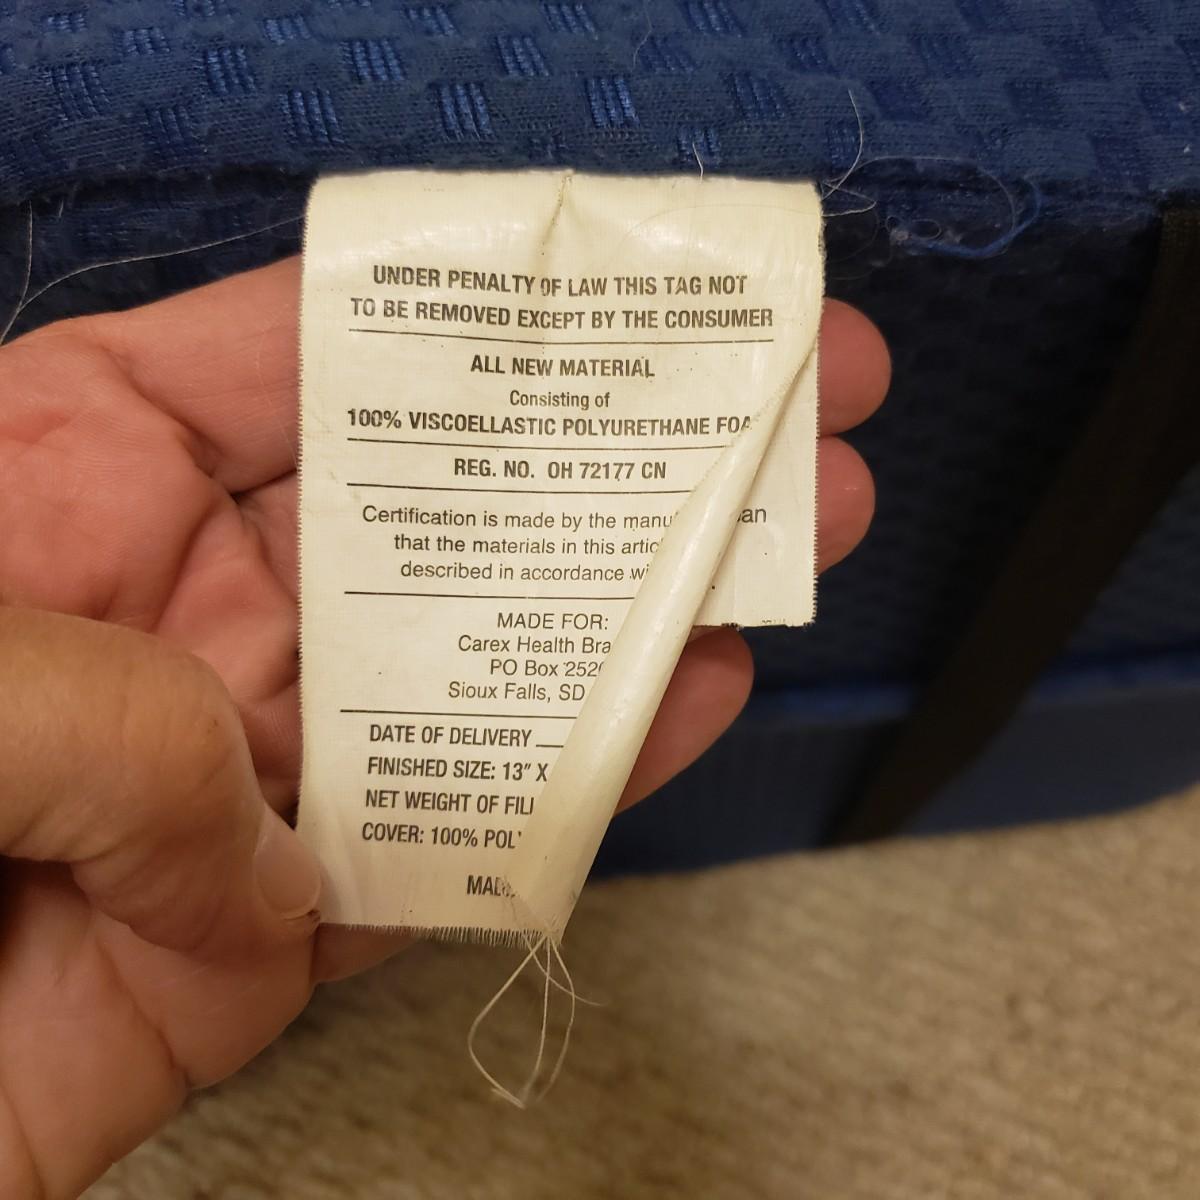 UNDER PENALTY OF LAW THIS TAG NOT
TO BE REMOVED EXCEPT BY THE CONSUMER
ALL NEW MATERIAL
Consisting of
100% VISCOELLASTIC POLYURETHANE FOA
REG. NO. OH 72177 CN
Certification is made by the manu an
that the materials in this artic
described in accordance wi
MADE FOR:
Carex Health Bra
PO Box 252
Sioux Falls, SD
DATE OF DELIVERY
FINISHED SIZE: 13" X
NET WEIGHT OF FIL
COVER: 100% POL
MAD